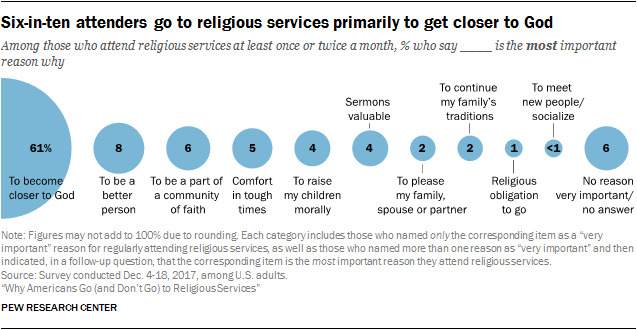 Six-in-ten attenders go to religious services primarily to get closer to God
Among those who attend religious services at least once or twice a month, % who say ____ is the most important
reason why
61%
To become
closer to God
8
To be a
better
person
6
To be a part of
a community
of faith
5
Comfort
in tough
times
4
To raise
my children
morally
Sermons
valuable
4
2
To please
my family,
spouse or partner
To continue
my family's
traditions
2
1
Religious
obligation
to go
To meet
new people/
socialize
<1
6
No reason
very important/
no answer
Note: Figures may not add to 100% due to rounding. Each category includes those who named only the corresponding item as a "very
important" reason for regularly attending religious services, as well as those who named more than one reason as "very important" and then
indicated, in a follow-up question, that the corresponding item is the most important reason they attend religious services.
Source: Survey conducted Dec. 4-18, 2017, among U.S. adults.
"Why Americans Go (and Don't Go) to Religious Services"
PEW RESEARCH CENTER